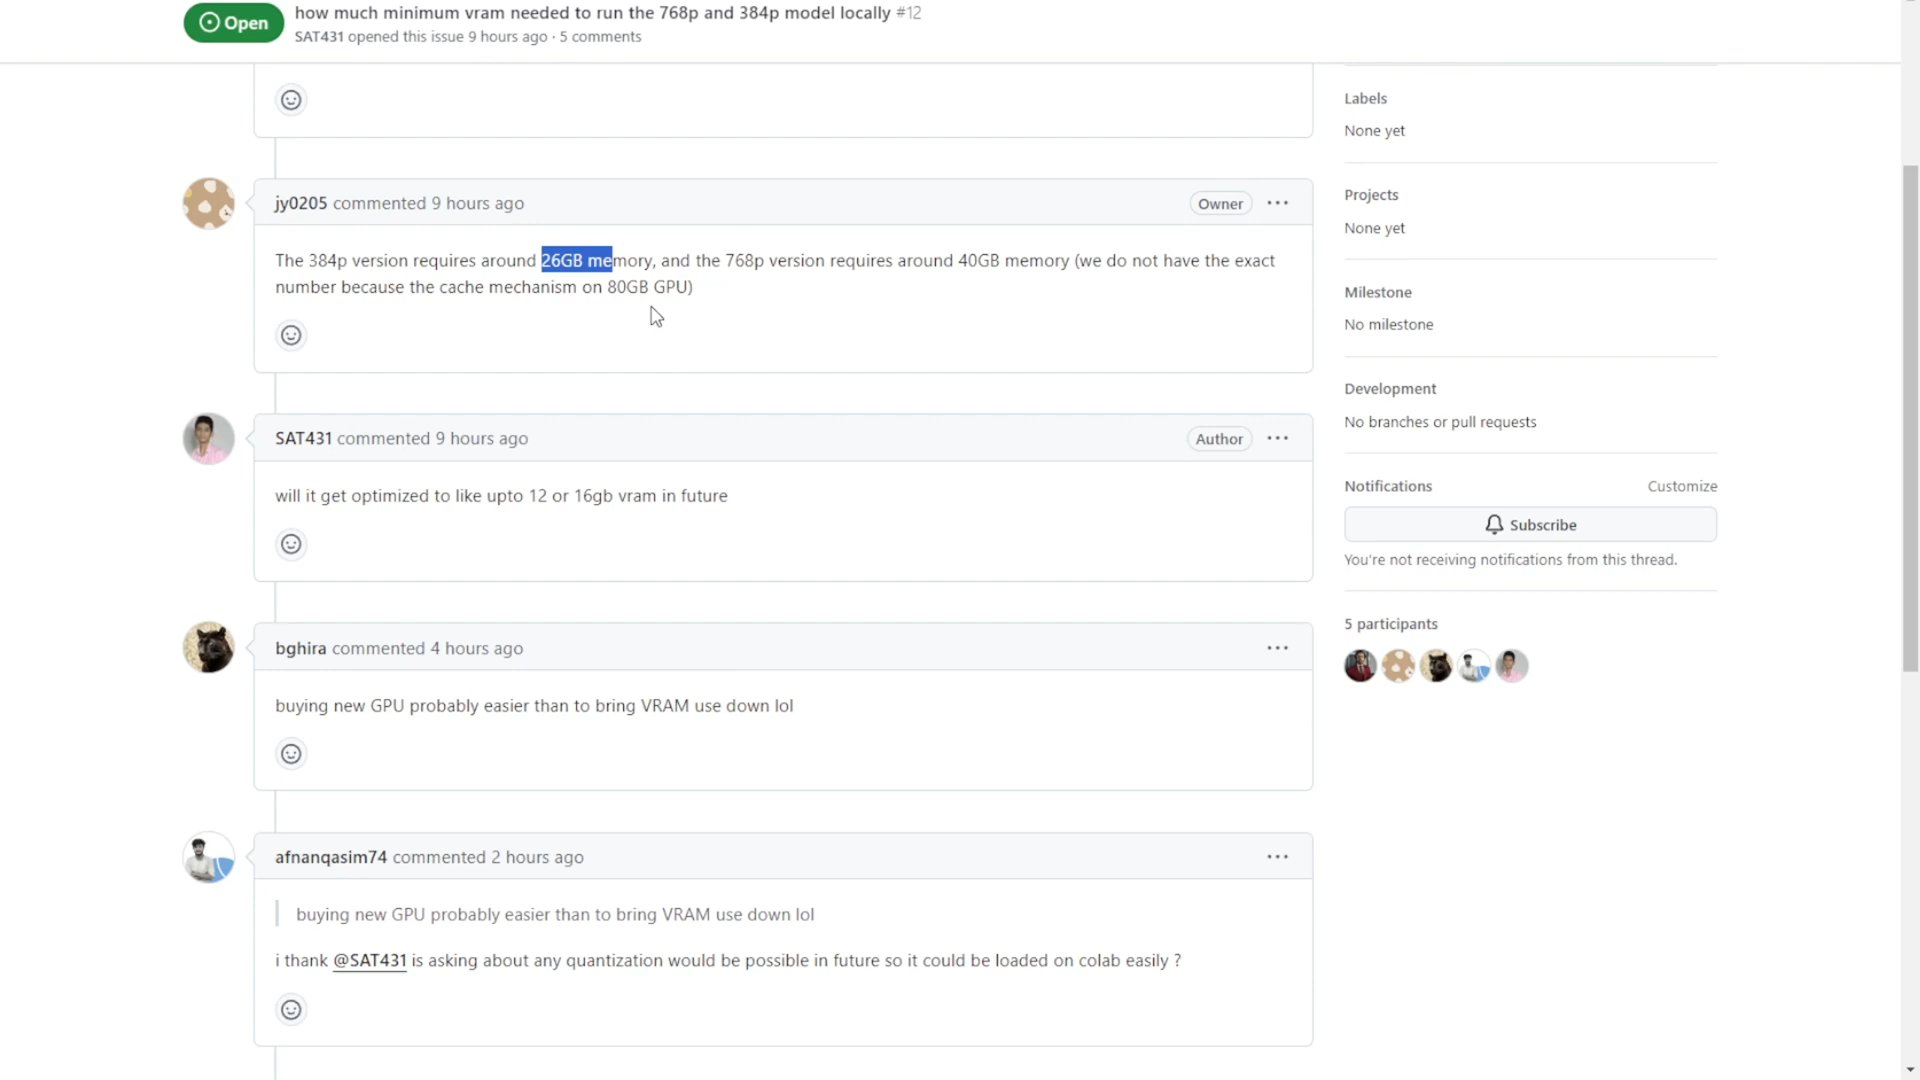 Open
how much minimum vram needed to run the 768p and 384p model locally #12
SAT431 opened this issue 9 hours ago · 5 comments
jy0205 commented 9 hours ago
Owner
The 384p version requires around 26GB memory, and the 768p version requires around 40GB memory (we do not have the exact
number because the cache mechanism on 80GB GPU)
SAT431 commented 9 hours ago
Author
will it get optimized to like upto 12 or 16gb vram in future
bghira commented 4 hours ago
buying new GPU probably easier than to bring VRAM use down lol
afnanqasim74 commented 2 hours ago
buying new GPU probably easier than to bring VRAM use down lol
i thank @SAT431 is asking about any quantization would be possible in future so it could be loaded on colab easily ?
Labels
None yet
Projects
None yet
Milestone
No milestone
Development
No branches or pull requests
Notifications
Customize
Subscribe
You're not receiving notifications from this thread.
5 participants